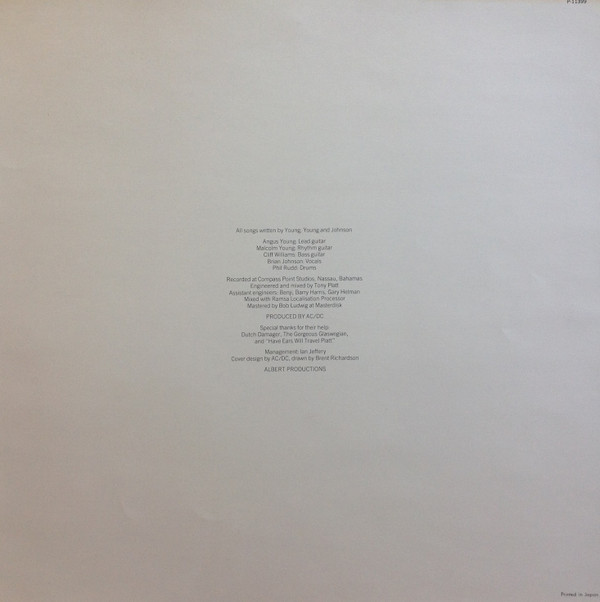 P-11399
All songs written by Young, Young and Johnson
Angus Young: Lead guitar
Malcolm Young: Rhythm guitar
Cliff Williams: Bass guitar
Brian Johnson: Vocals
Phil Rudd: Drums
Recorded at Compass Point Studios, Nassau, Bahamas
Engineered and mixed by Tony Platt
Assistant engineers: Benji, Barry Harris, Gary Helman
Mixed with Ramsa Localisation Processor
Mastered by Bob Ludwig at Masterdisk
PRODUCED BY AC/DC
Special thanks for their help:
Dutch Damager, The Gorgeous Glaswegian,
and "Have Ears Will Travel Platt"
Management: Ian Jeffery
Cover design by AC/DC, drawn by Brent Richardson
ALBERT PRODUCTIONS
Printed in Japan